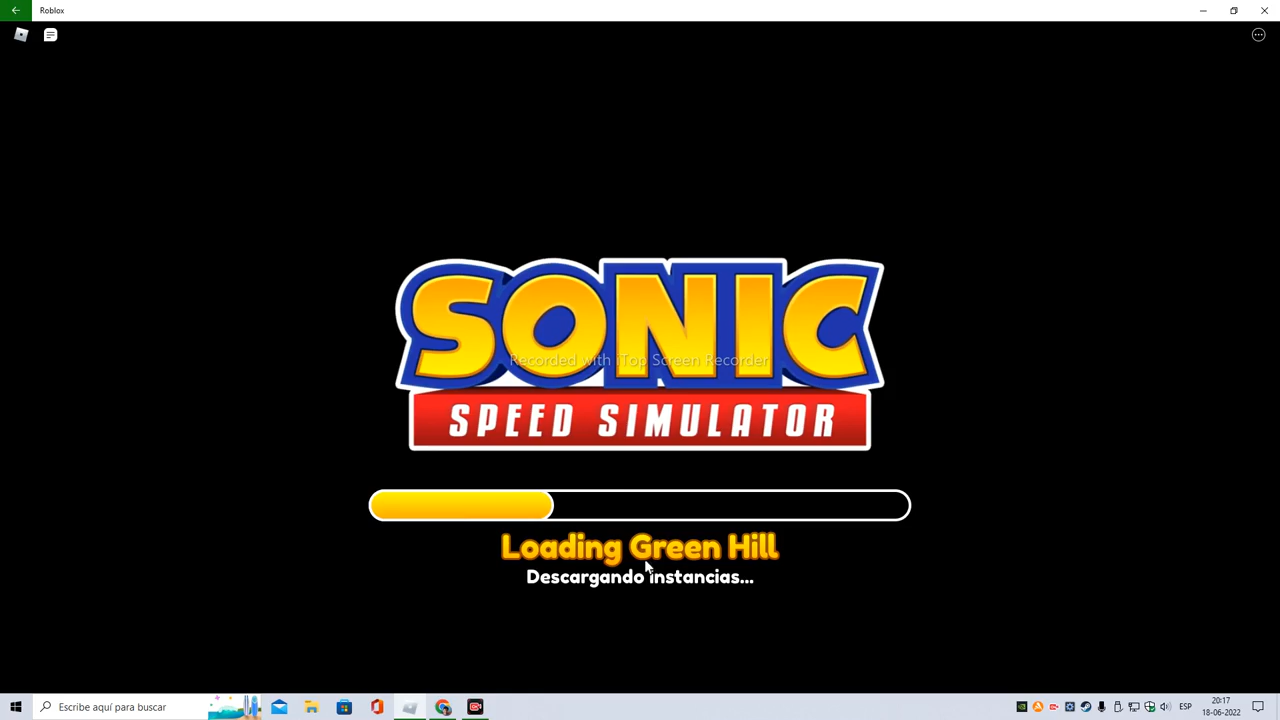 Roblox
SONIC
Recorded with iTop Screen Recorder
SPEED SIMULATOR
Loading Green Hill
Descargando instancias...
Escribe aquí para buscar
ESP
20:17
18-06-2022